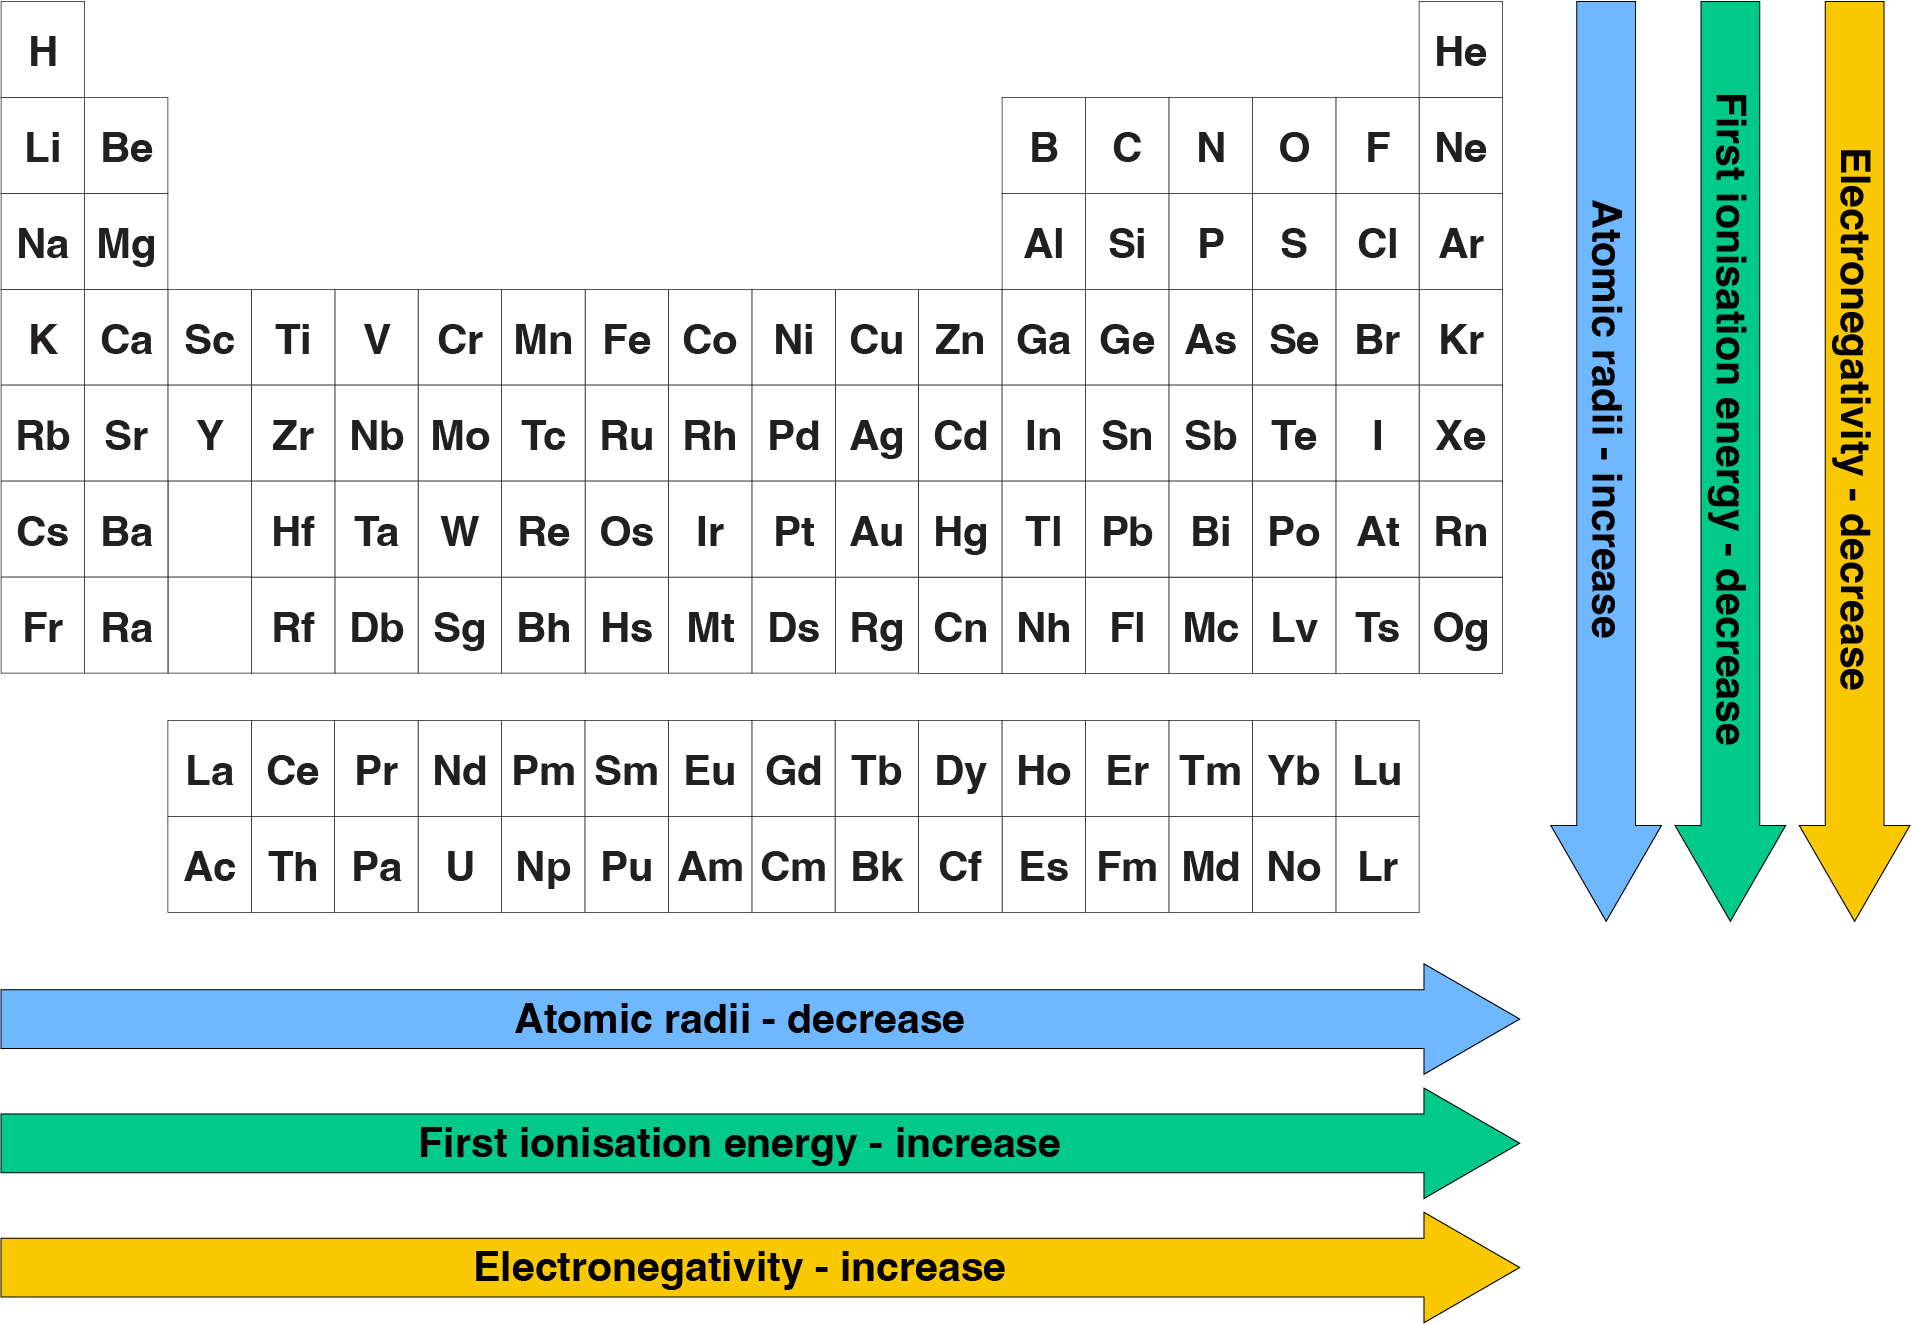 H He
Li Be B C N O F Ne
Na Mg Al Si P S Cl Ar
K Ca Sc Ti V Cr Mn Fe Co Ni Cu Zn Ga Ge As Se Br Kr
Rb Sr Y Zr Nb Mo Tc Ru Rh Pd Ag Cd In Sn Sb Te I Xe
Cs Ba Hf Ta W Re Os Ir Pt Au Hg Tl Pb Bi Po At Rn
Fr Ra Rf Db Sg Bh Hs Mt Ds Rg Cn Nh Fl Mc Lv Ts Og
La Ce Pr Nd Pm Sm Eu Gd Tb Dy Ho Er Tm Yb Lu
Ac Th Pa U Np Pu Am Cm Bk Cf Es Fm Md No Lr
Atomic radii - increase
First ionisation energy - decrease
Electronegativity - decrease
Atomic radii - decrease
First ionisation energy - increase
Electronegativity - increase